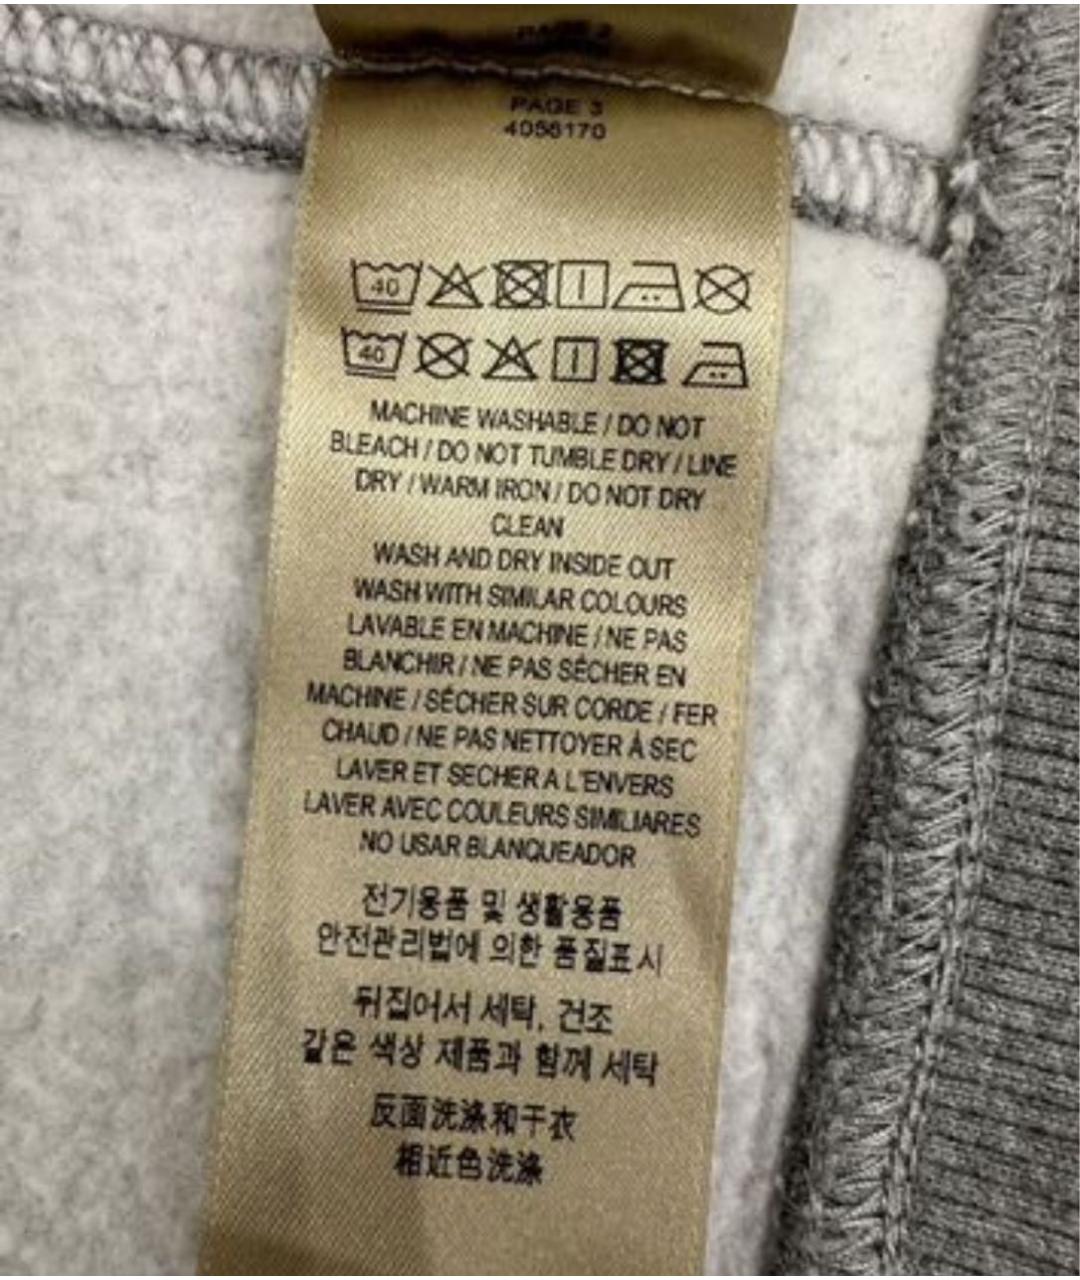 PAGE 2
PAGE 3
4056170
40
40
MACHINE WASHABLE / DO NOT
BLEACH / DO NOT TUMBLE DRY / LINE
DRY / WARM IRON / DO NOT DRY
CLEAN
WASH AND DRY INSIDE OUT
WASH WITH SIMILAR COLOURS
LAVABLE EN MACHINE / NE PAS
BLANCHIR / NE PAS SÉCHER EN
MACHINE / SÉCHER SUR CORDE / FER
CHAUD / NE PAS NETTOYER À SEC
LAVER ET SECHER A L'ENVERS
LAVER AVEC COULEURS SIMILIARES
NO USAR BLANQUEADOR
전기용품 및 생활용품
안전관리법에 의한 품질표시
뒤집어서 세탁, 건조
같은 색상 제품과 함께 세탁
反面洗涤和干衣
相近色洗涤